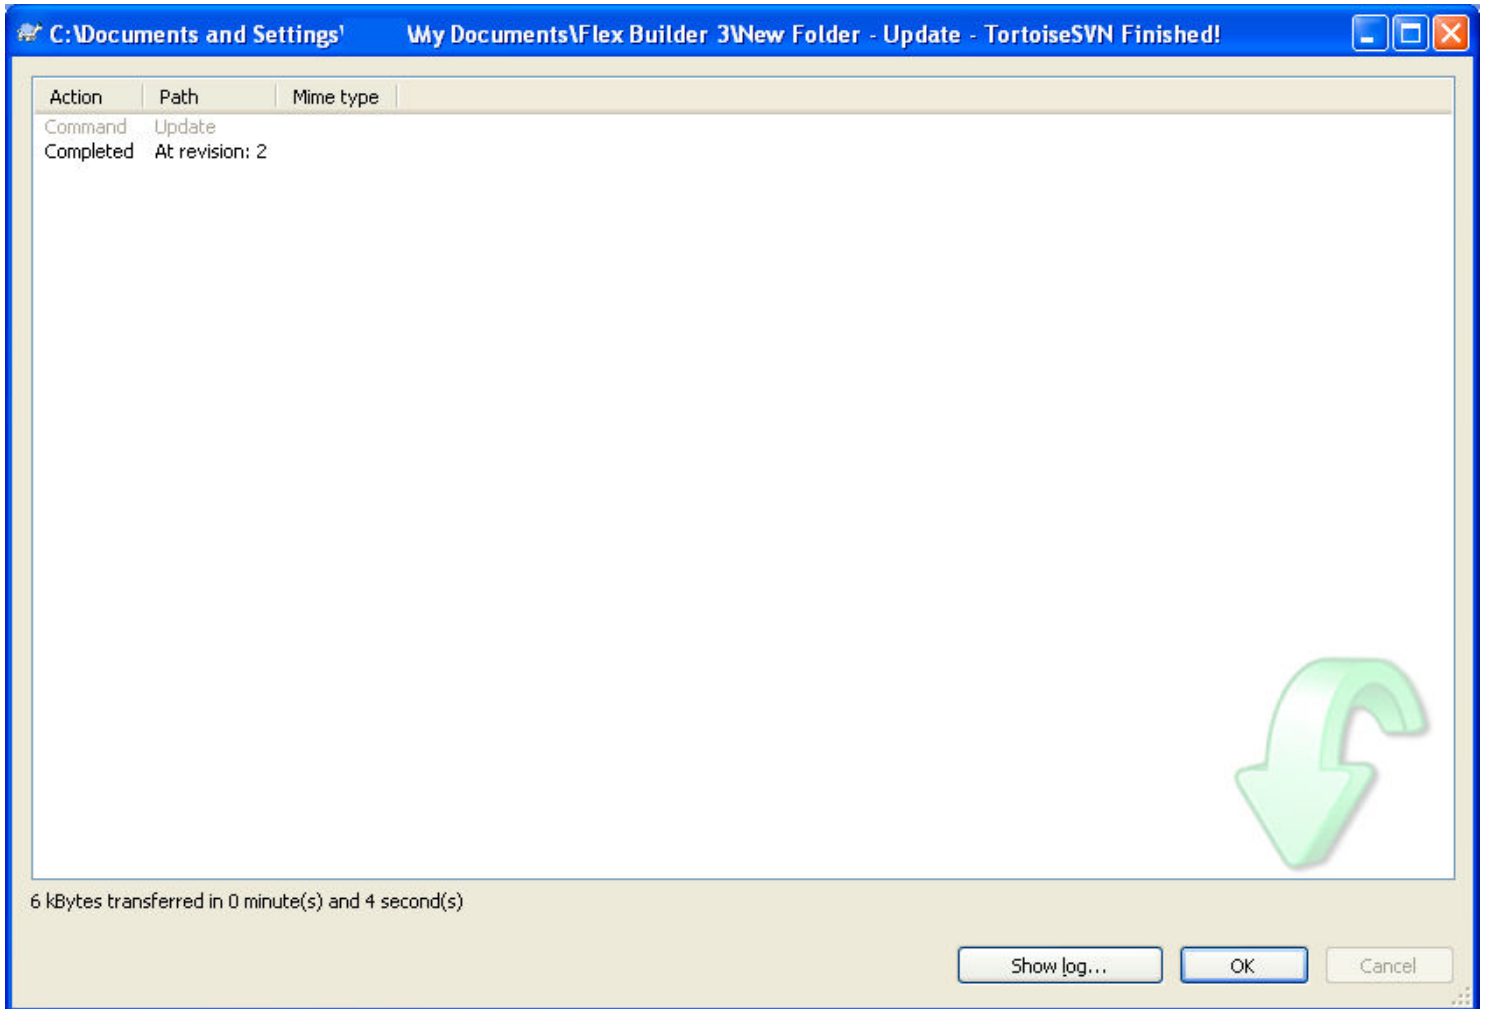 C:\Documents and Settings\ \My Documents\Flex Builder 3\New Folder - Update - TortoiseSVN Finished!
Action Path Mime type
Command Update
Completed At revision: 2
6 kBytes transferred in 0 minute(s) and 4 second(s)
Show log... OK Cancel